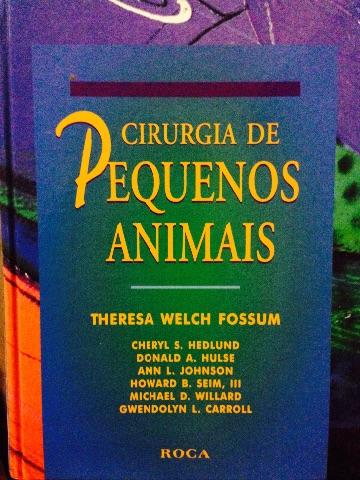 CIRURGIA DE
PEQUENOS
ANIMAIS
THERESA WELCH FOSSUM
CHERYL S. HEDLUND
DONALD A. HULSE
ANN L. JOHNSON
HOWARD B. SEIM, III
MICHAEL D. WILLARD
GWENDOLYN L. CARROLL
ROCA